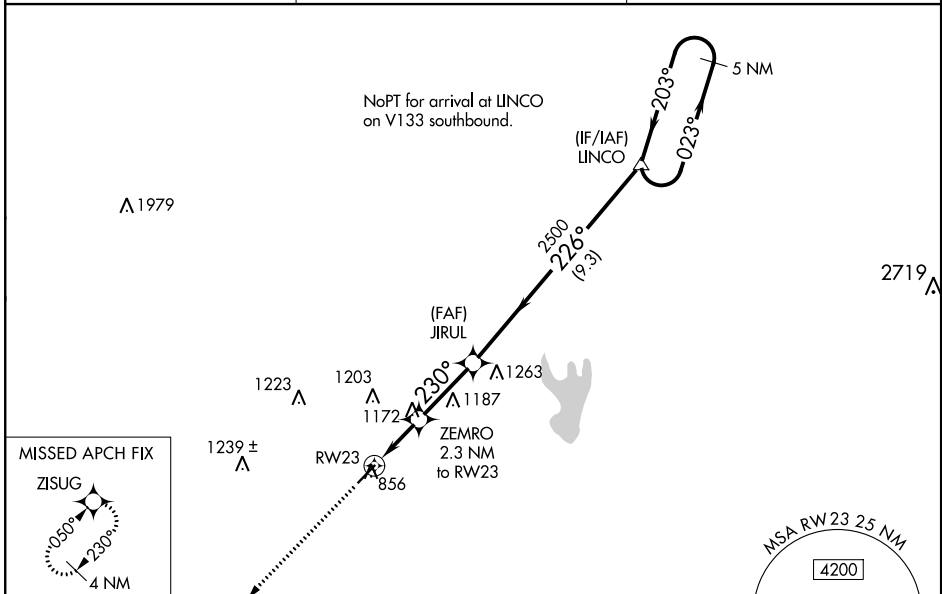 5 NM
203°
023°
NoPT for arrival at LINCO
on V133 southbound.
(IF/IAF)
LINCO
1979
2500
226°
(9.3)
2719
(FAF)
JIRUL
1263
230°
1223
1203
1187
1172
ZEMRO
2.3 NM
to RW23
1239 ±
RW23
856
MISSED APCH FIX
ZISUG
050°
230°
4 NM
MSA RW23 25 NM
4200